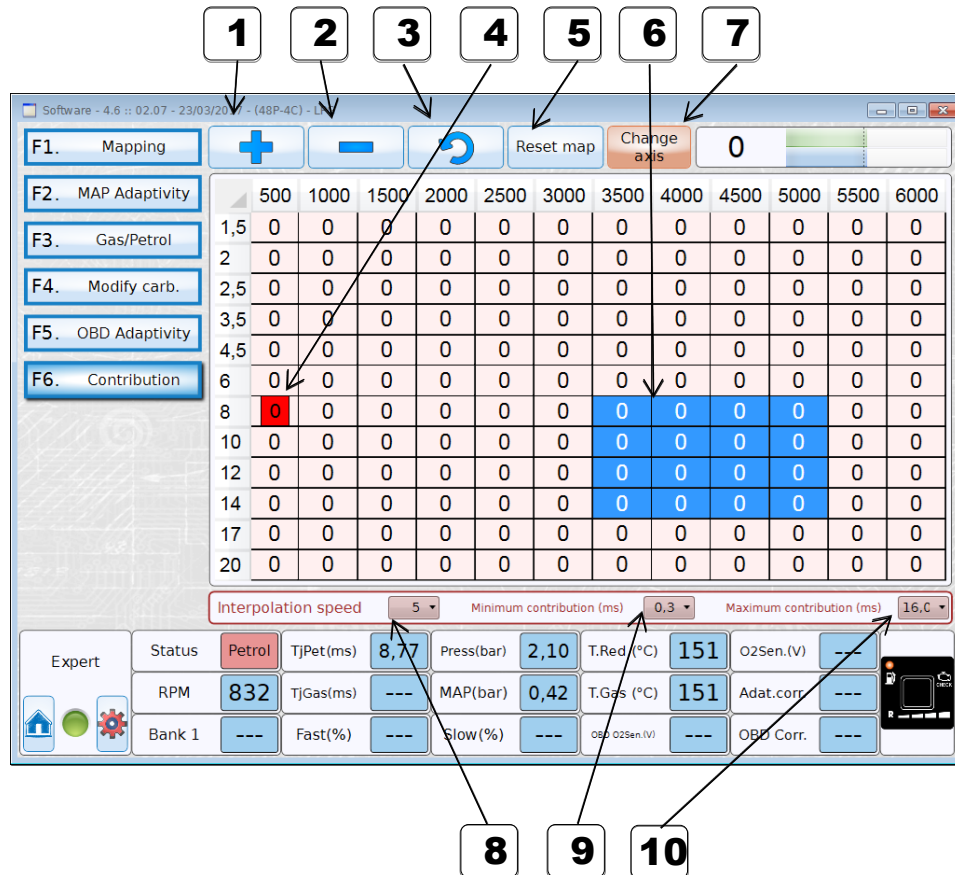 1 2 3 4 5 6 7
Software - 4.6 :: 02.07 - 23/03/2017 - (48P-4C) - LPG
F1. Mapping
F2. MAP Adaptivity
F3. Gas/Petrol
F4. Modify carb.
F5. OBD Adaptivity
F6. Contribution
Reset map
Change
axis
0
500 1000 1500 2000 2500 3000 3500 4000 4500 5000 5500 6000
1,5 0 0 0 0 0 0 0 0 0 0 0 0
2 0 0 0 0 0 0 0 0 0 0 0 0
2,5 0 0 0 0 0 0 0 0 0 0 0 0
3,5 0 0 0 0 0 0 0 0 0 0 0 0
4,5 0 0 0 0 0 0 0 0 0 0 0 0
6 0 0 0 0 0 0 0 0 0 0 0 0
8 0 0 0 0 0 0 0 0 0 0 0 0
10 0 0 0 0 0 0 0 0 0 0 0 0
12 0 0 0 0 0 0 0 0 0 0 0 0
14 0 0 0 0 0 0 0 0 0 0 0 0
17 0 0 0 0 0 0 0 0 0 0 0 0
20 0 0 0 0 0 0 0 0 0 0 0 0
Interpolation speed 5 Minimum contribution (ms) 0,3 Maximum contribution (ms) 16,0
Expert
Status Petrol TjPet(ms) 8,77 Press(bar) 2,10 T.Red.(°C) 151 O2Sen.(V) ---
RPM 832 TjGas(ms) --- MAP(bar) 0,42 T.Gas (°C) 151 Adat.corr. ---
Bank 1 --- Fast(%) --- Slow(%) --- OBD O2Sen.(V) --- OBD Corr. ---
CHECK
R
8 9 10